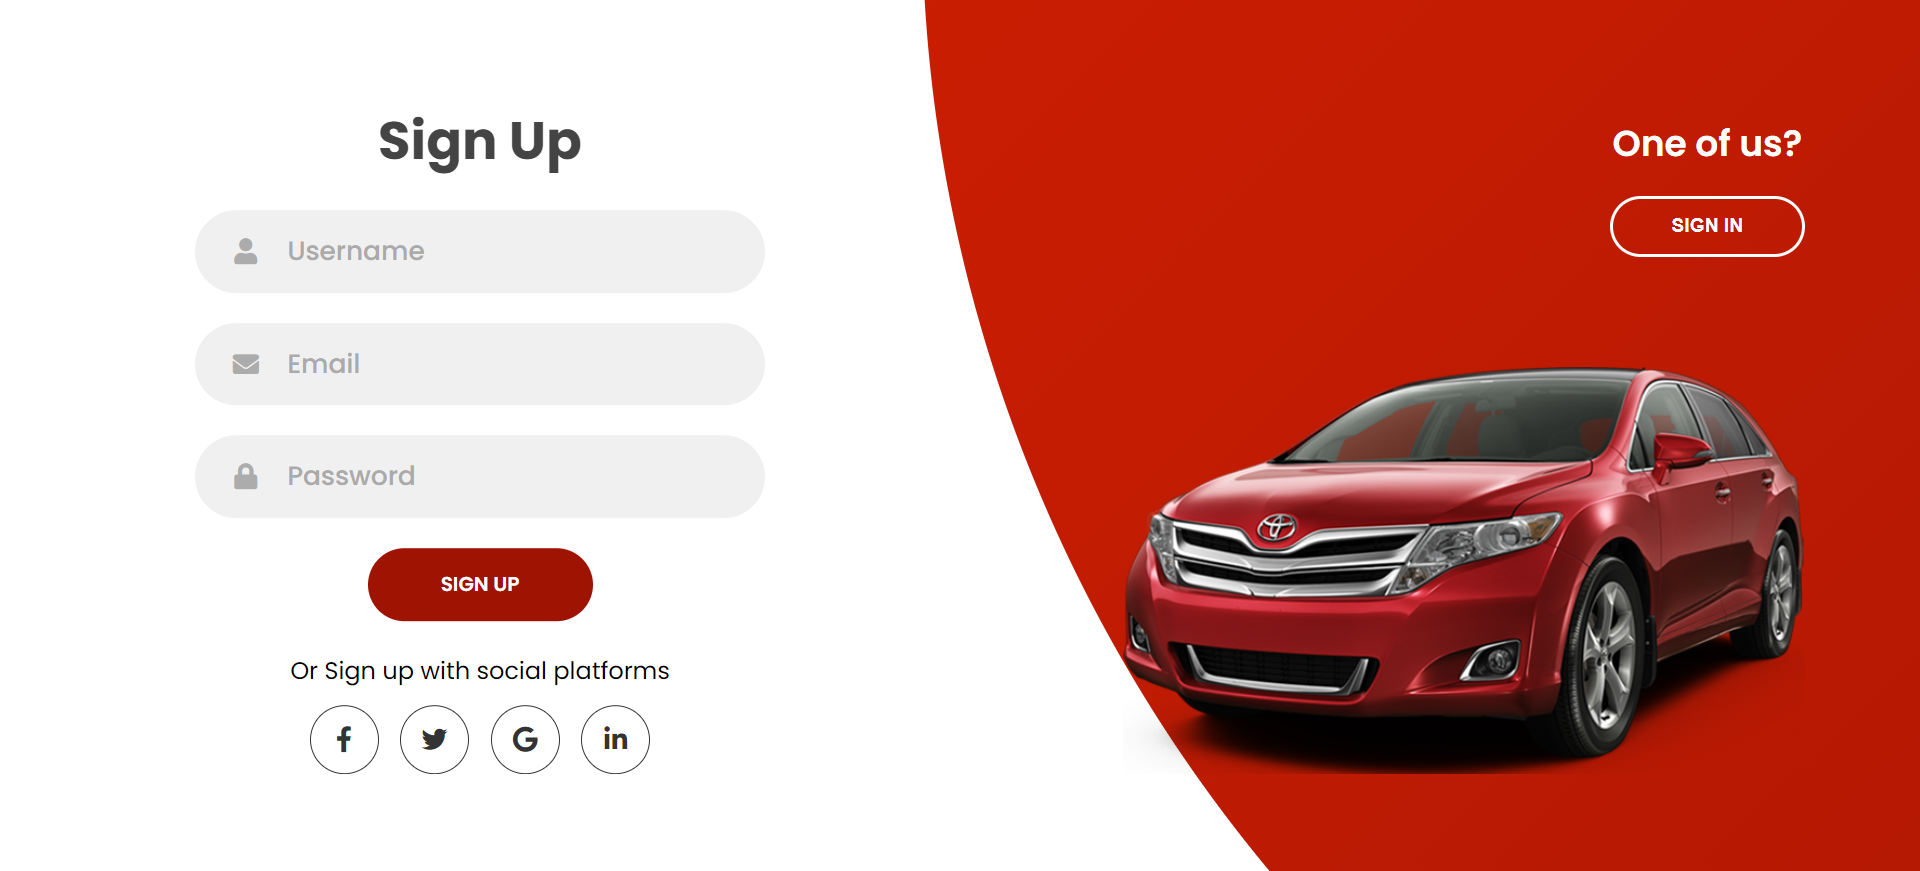 Sign Up
Username
Email
Password
SIGN UP
Or Sign up with social platforms
One of us?
SIGN IN